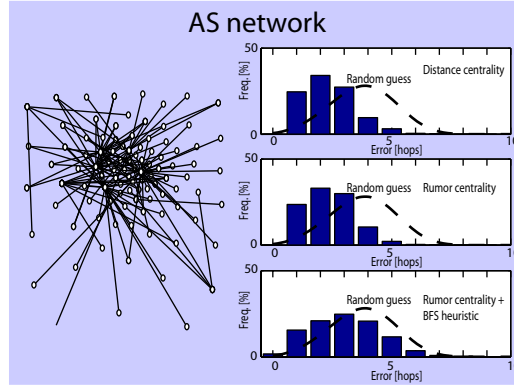 AS network
50
Freq. [%]
Random guess
Distance centrality
0
0
5
10
Error [hops]
50
Freq. [%]
Random guess
Rumor centrality
0
0
5
10
Error [hops]
50
Freq. [%]
Random guess
Rumor centrality +
BFS heuristic
0
0
5
10
Error [hops]